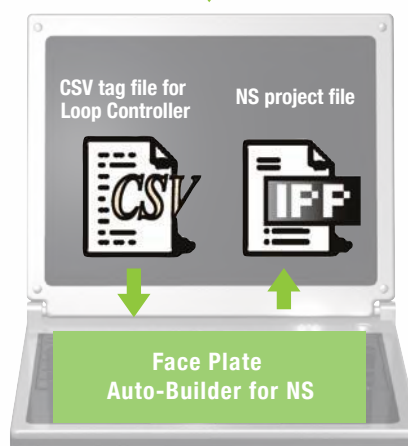 CSV tag file for
Loop Controller
NS project file
CSV
IPP
Face Plate
Auto-Builder for NS